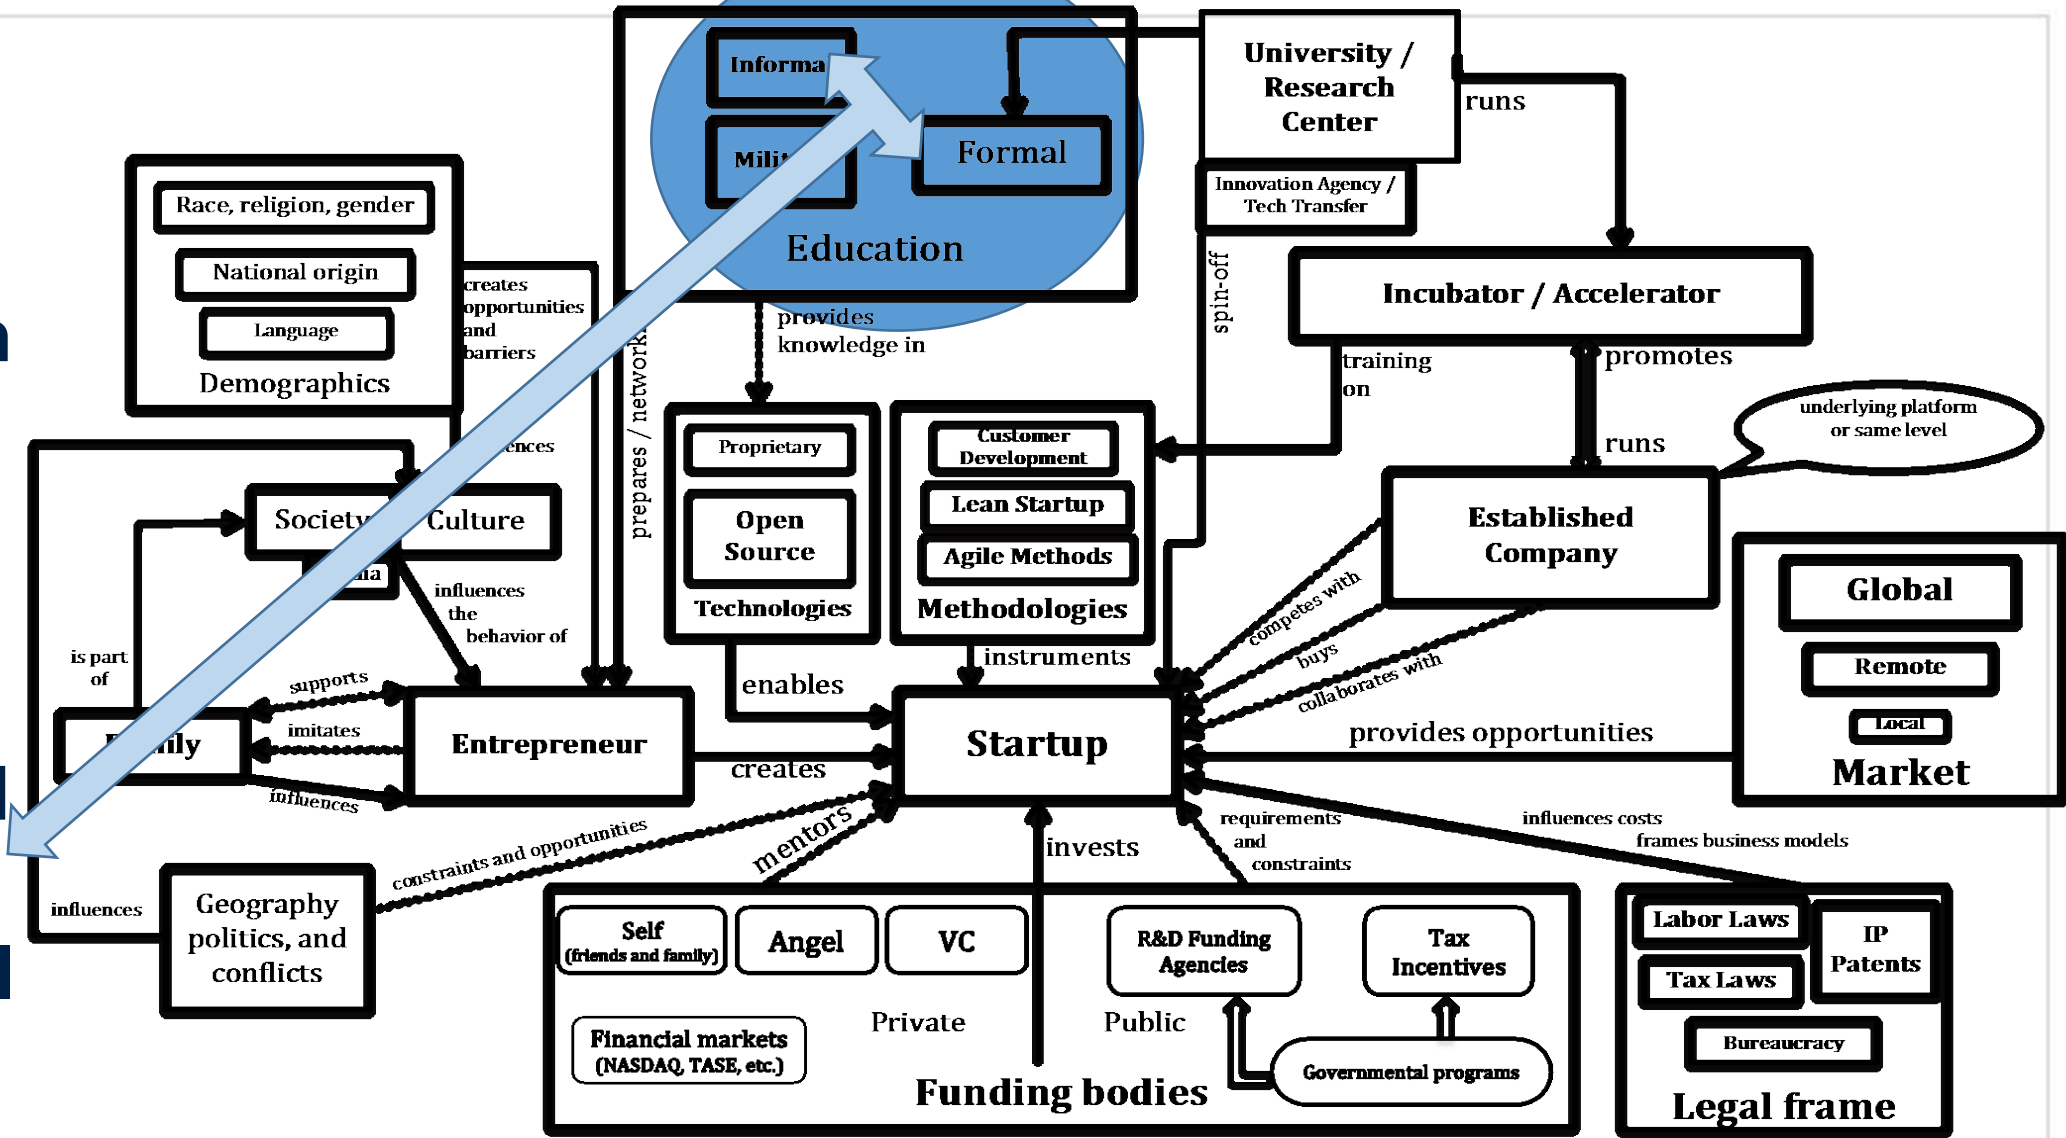 Informa
Formal
Education
University /
Research
Center
runs
Innovation Agency /
Tech Transfer
Race, religion, gender
National origin
Language
Demographics
creates
opportunities
and
barriers
provides
knowledge in
prepares /
spin-off
Incubator / Accelerator
training
on
promotes
runs
underlying platform
or same level
Proprietary
Open
Source
Technologies
Customer
Development
Lean Startup
Agile Methods
Methodologies
Established
Company
Society
Culture
influences
the
behavior of
is part
of
supports
imitates
influences
Entrepreneur
creates
enables
instruments
Startup
competes with
buys
collaborates with
provides opportunities
Global
Remote
Local
Market
constraints and opportunities
mentors
invests
requirements
and
constraints
influences costs
frames business models
influences
Geography
politics, and
conflicts
Self
(friends and family)
Angel
VC
R&D Funding
Agencies
Tax
Incentives
Private
Public
Financial markets
(NASDAQ, TASE, etc.)
Governmental programs
Funding bodies
Labor Laws
IP
Patents
Tax Laws
Bureaucracy
Legal frame